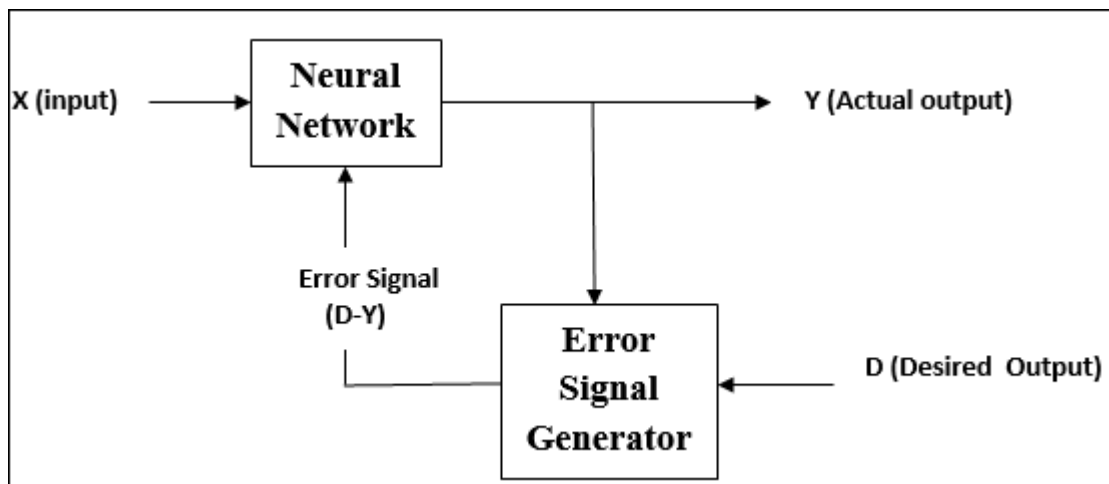 Neural
Network
X (input)
Y (Actual output)
Error Signal
(D-Y)
Error
Signal
Generator
D (Desired Output)